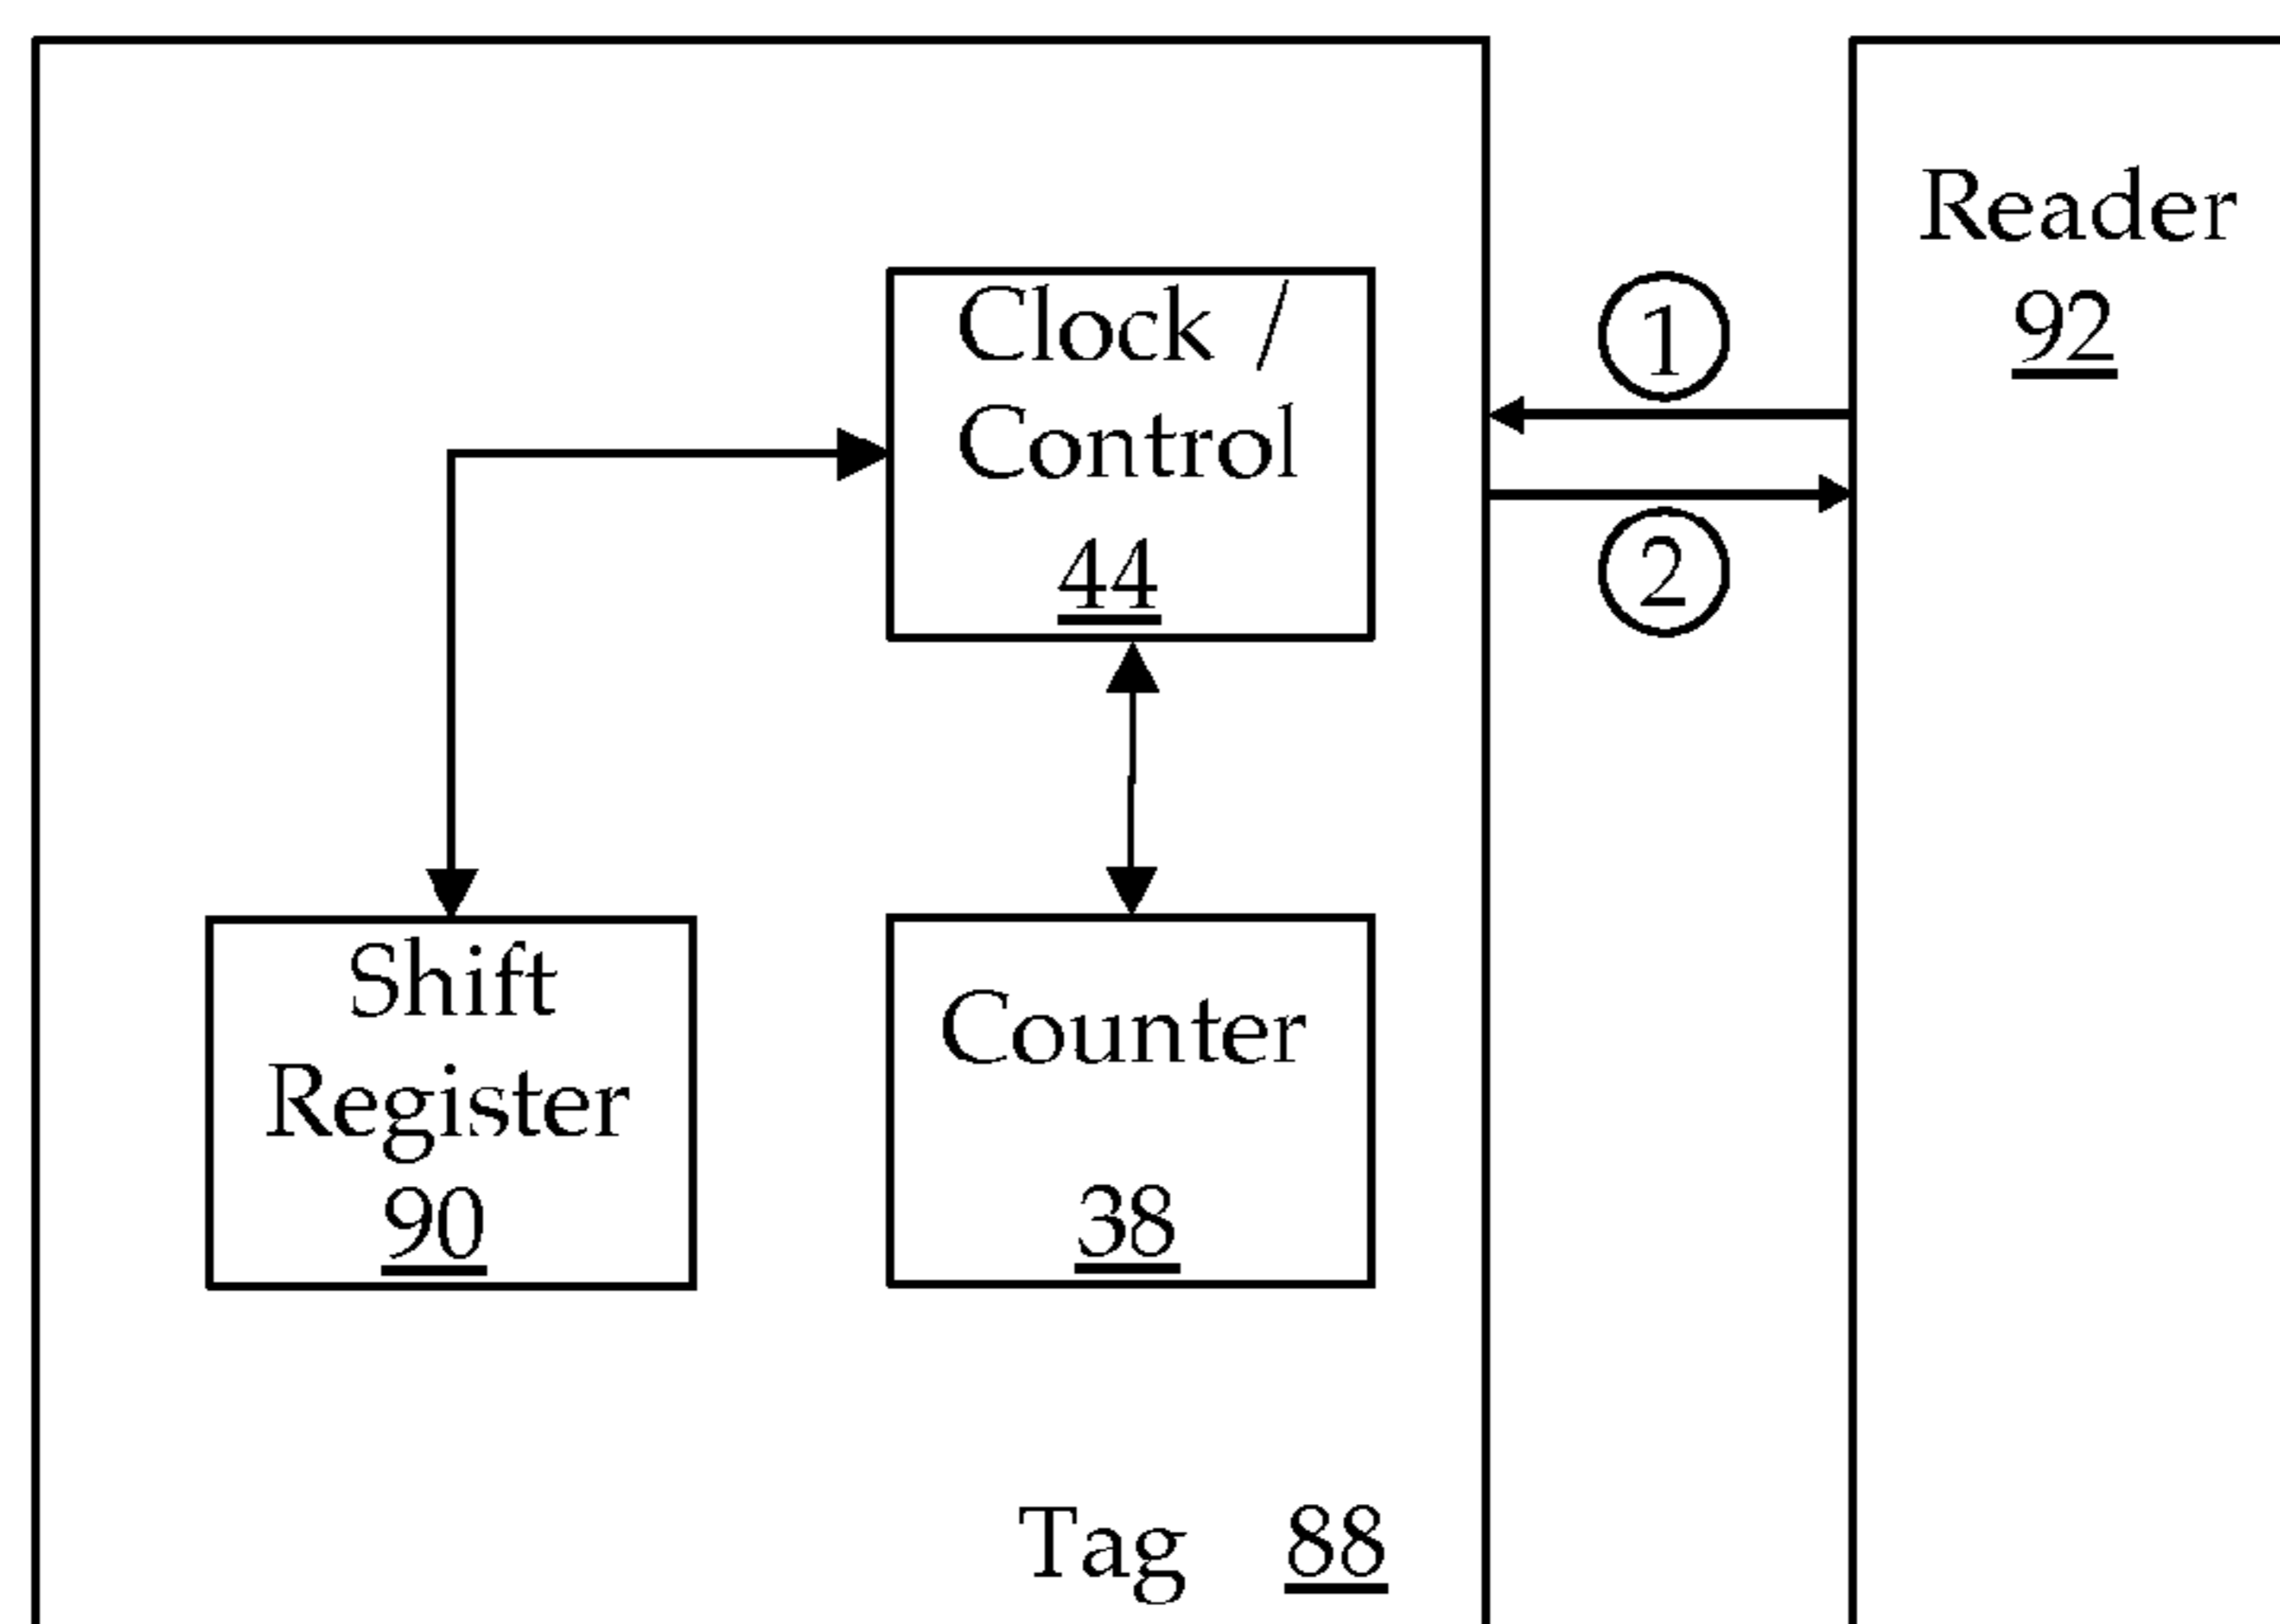 Clock /
Control
44
Shift
Register
90
Counter
38
Tag 88
1
2
Reader
92